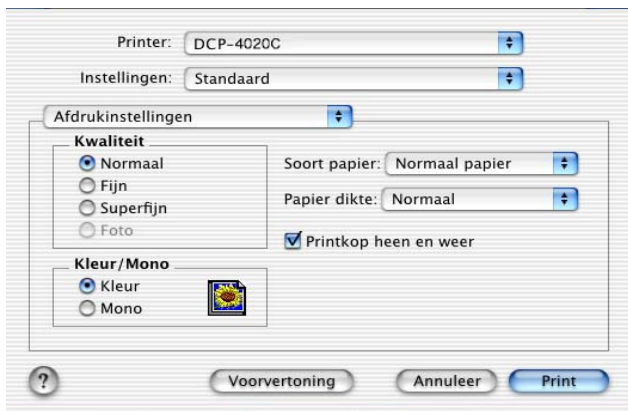 Printer: DCP-4020C
Instellingen: Standaard
Afdrukinstellingen
Kwaliteit
Normaal
Fijn
Superfijn
Foto
Soort papier: Normaal papier
Papier dikte: Normaal
Printkop heen en weer
Kleur/Mono
Kleur
Mono
? Voorvertoning Annuleer Print